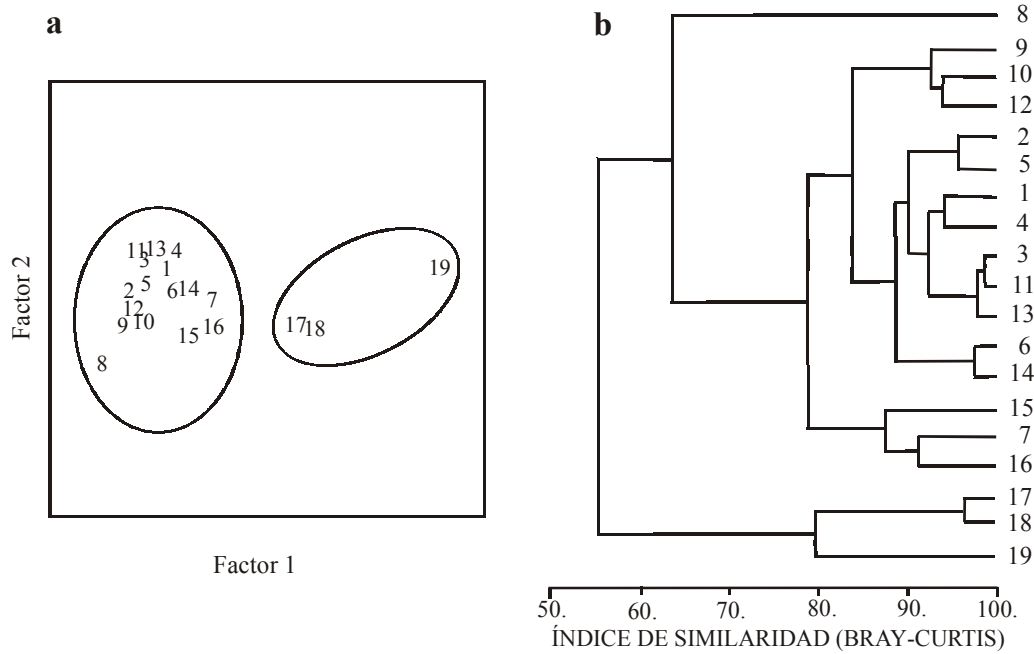 a
Factor 2
11 13 4
3
1
2 5 6 14 7
12
9 10 15 16
8
19
17 18
Factor 1
b
8
9
10
12
2
5
1
4
3
11
13
6
14
15
7
16
17
18
19
50. 60. 70. 80. 90. 100.
ÍNDICE DE SIMILARIDAD (BRAY-CURTIS)